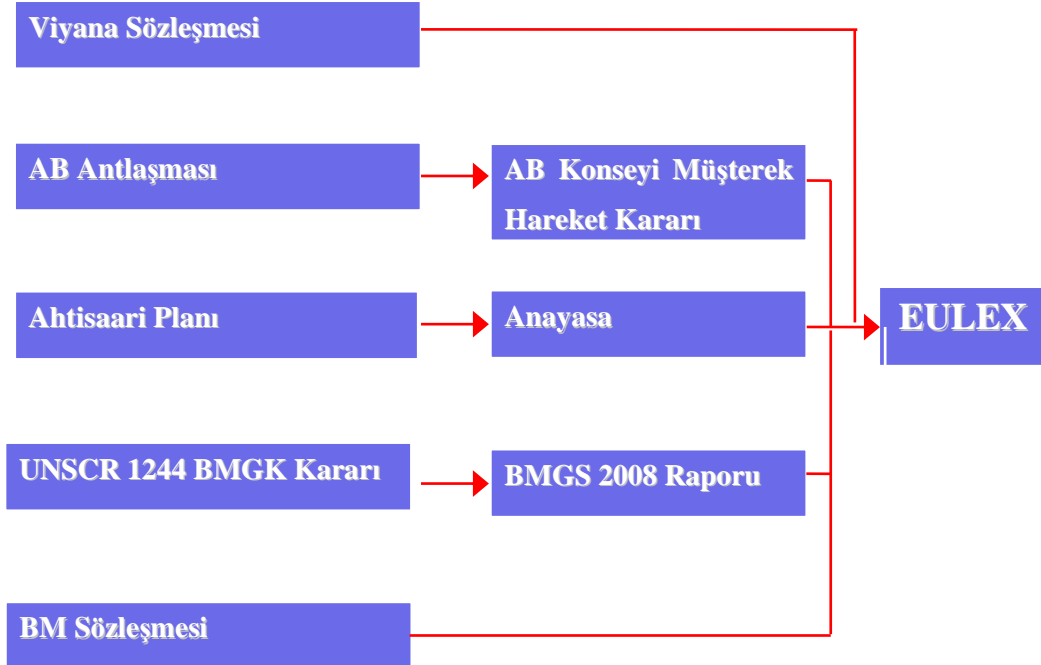 Viyana Sözleşmesi
AB Antlaşması
AB Konseyi Müşterek
Hareket Kararı
Ahtisaari Planı
Anayasa
EULEX
UNSCR 1244 BMGK Kararı
BMGS 2008 Raporu
BM Sözleşmesi